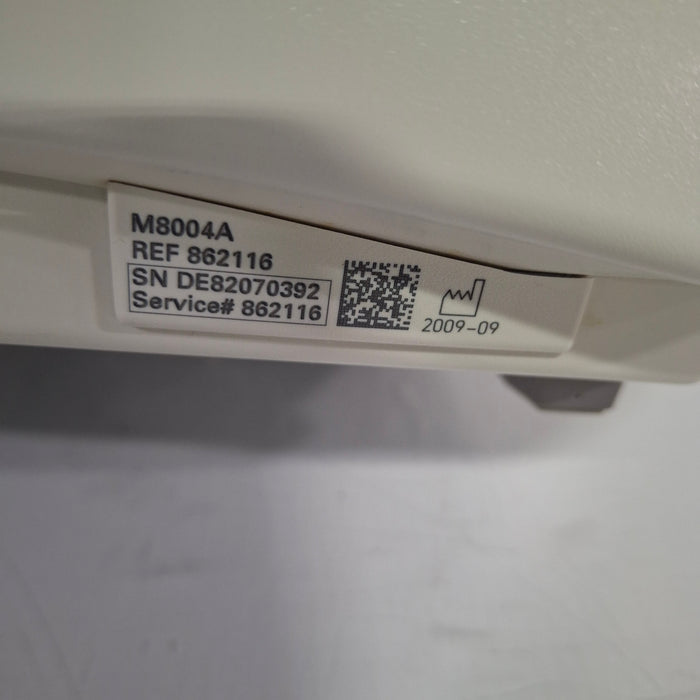 M8004A
REF 862116
SN DE82070392
Service# 862116
2009-09